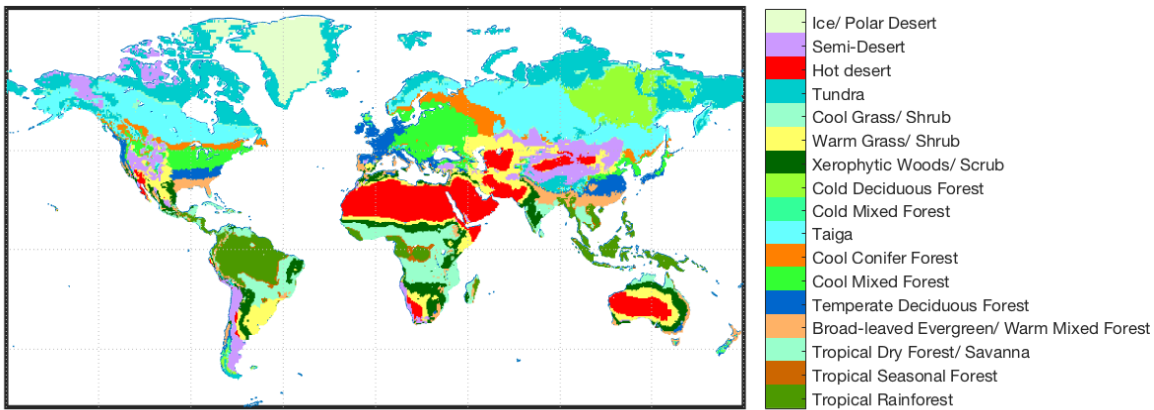 Ice/ Polar Desert
Semi-Desert
Hot desert
Tundra
Cool Grass/ Shrub
Warm Grass/ Shrub
Xerophytic Woods/ Scrub
Cold Deciduous Forest
Cold Mixed Forest
Taiga
Cool Conifer Forest
Cool Mixed Forest
Temperate Deciduous Forest
Broad-leaved Evergreen/ Warm Mixed Forest
Tropical Dry Forest/ Savanna
Tropical Seasonal Forest
Tropical Rainforest